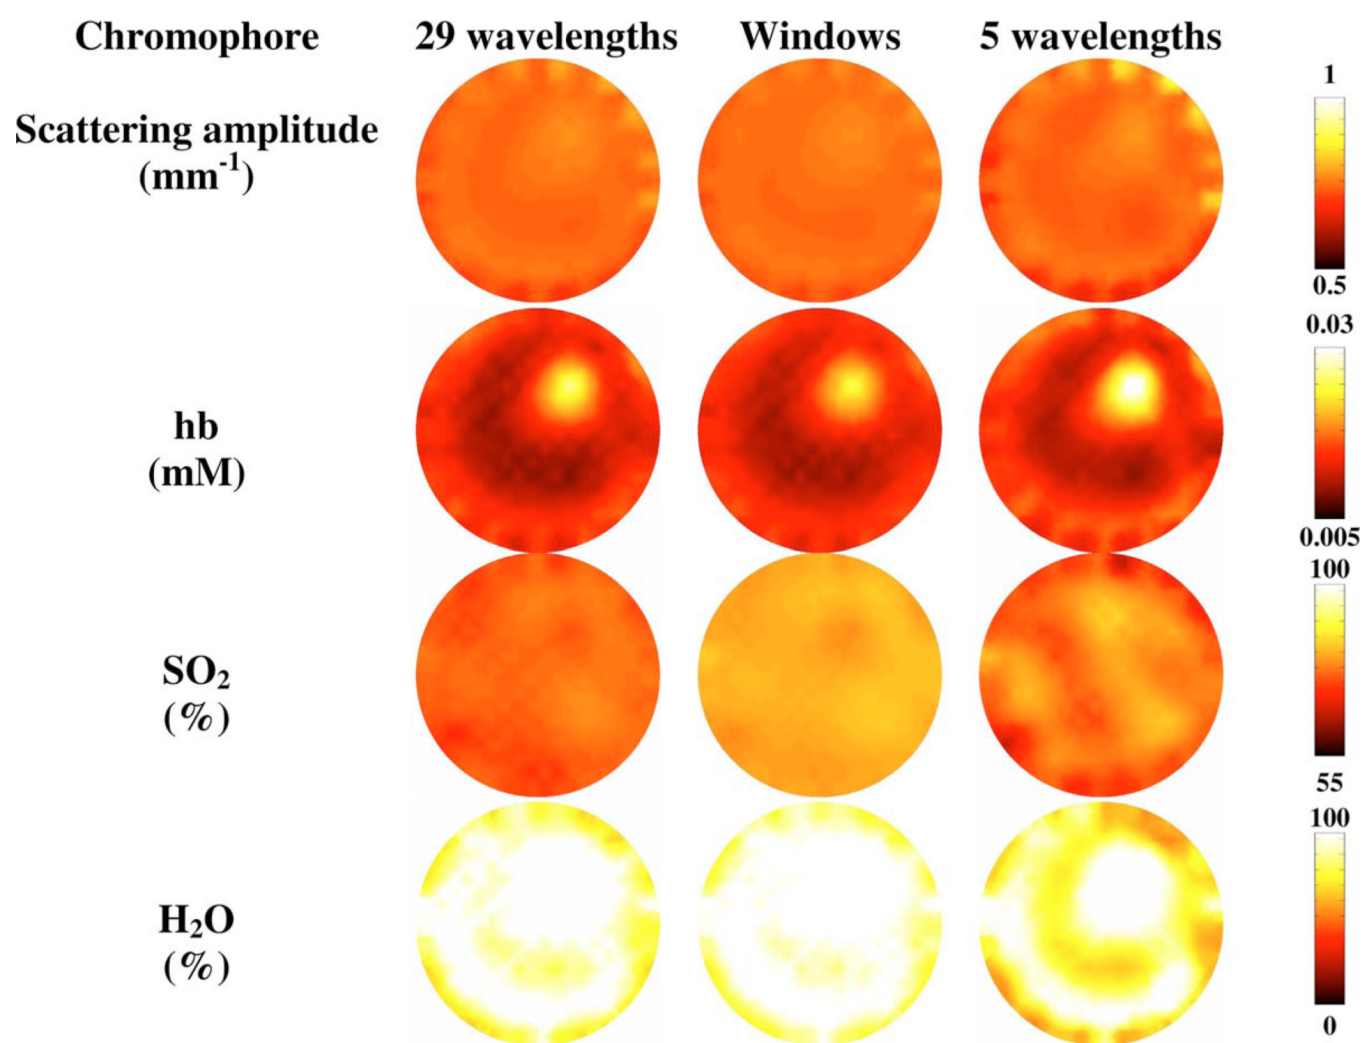 Chromophore 29 wavelengths Windows 5 wavelengths
1
Scattering amplitude
(mm-1)
0.5
0.03
hb
(mM)
0.005
100
SO2
(%)
55
100
H2O
(%)
0